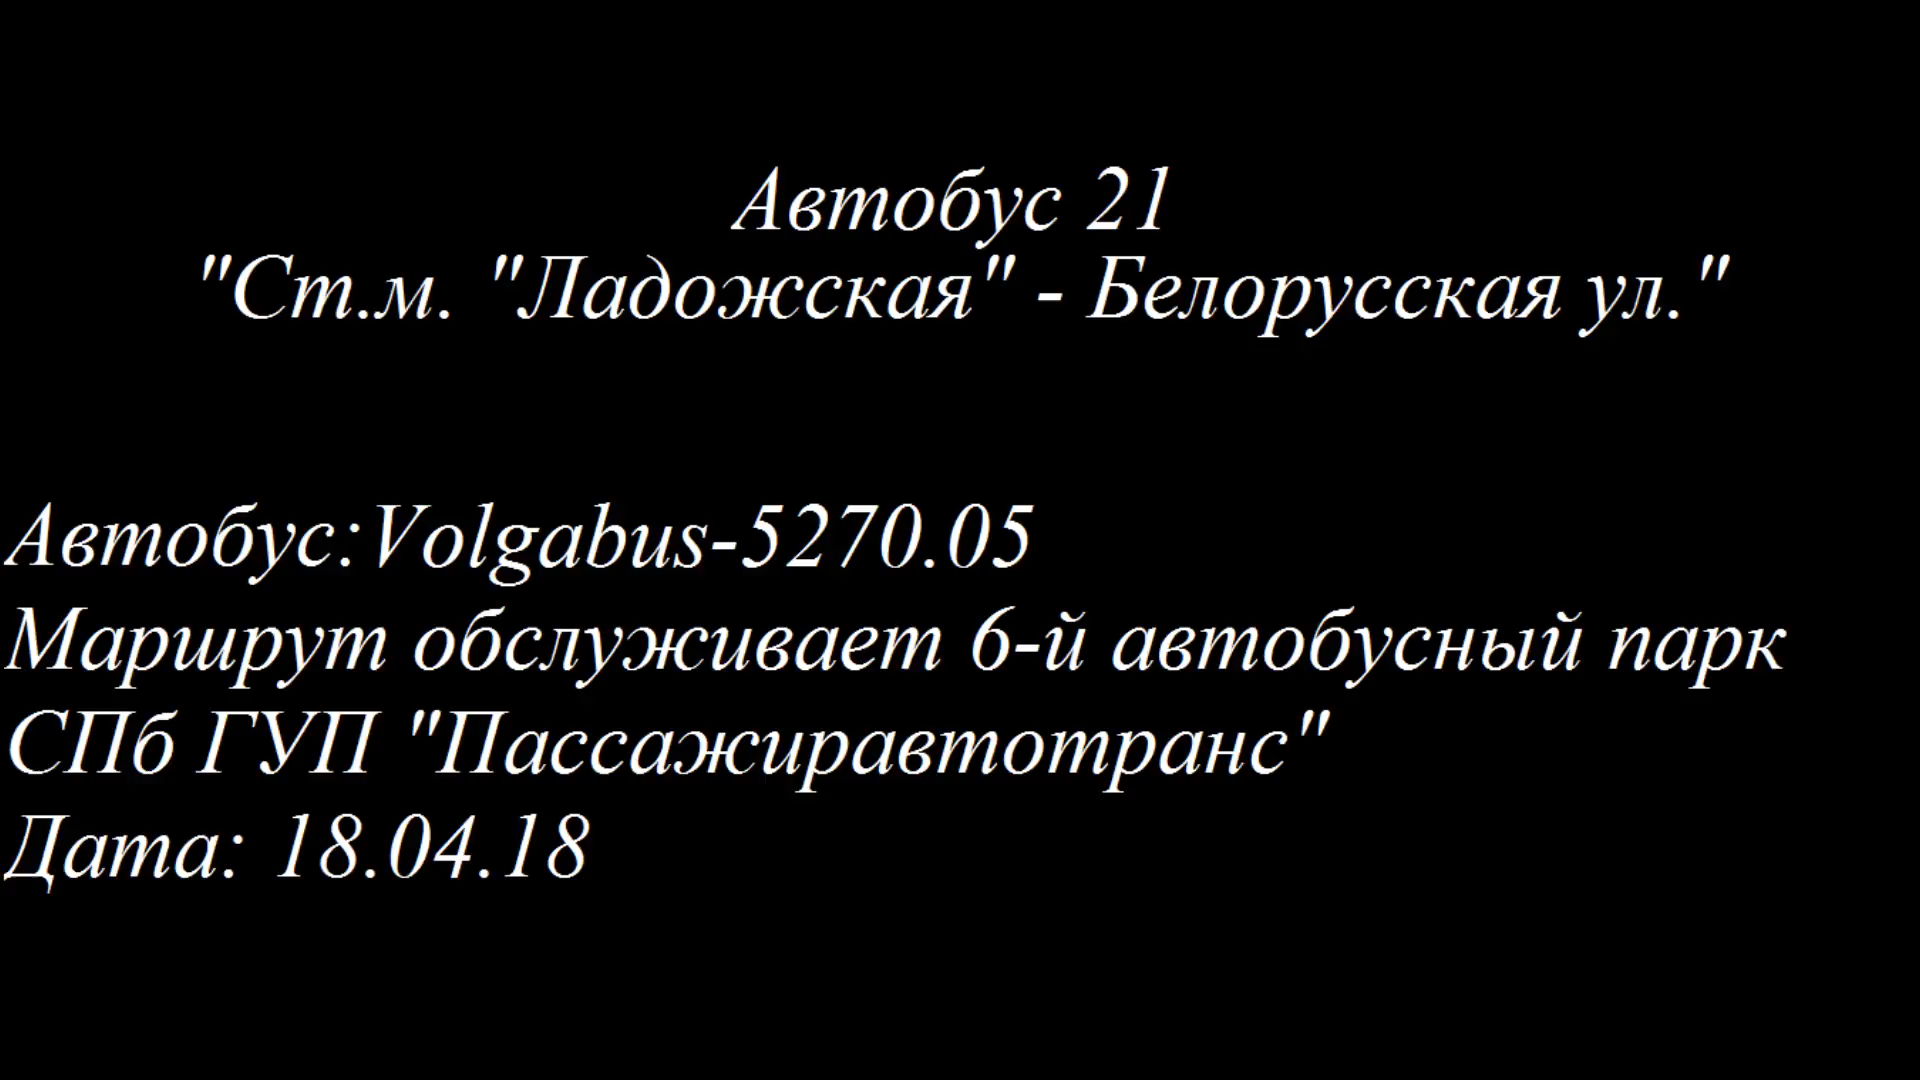 Автобус 21
"Ст.м. "Ладожская" - Белорусская ул."
Автобус:Volgabus-5270.05
Маршрут обслуживает 6-й автобусный парк
СПб ГУП "Пассажиравтотранс"
Дата: 18.04.18